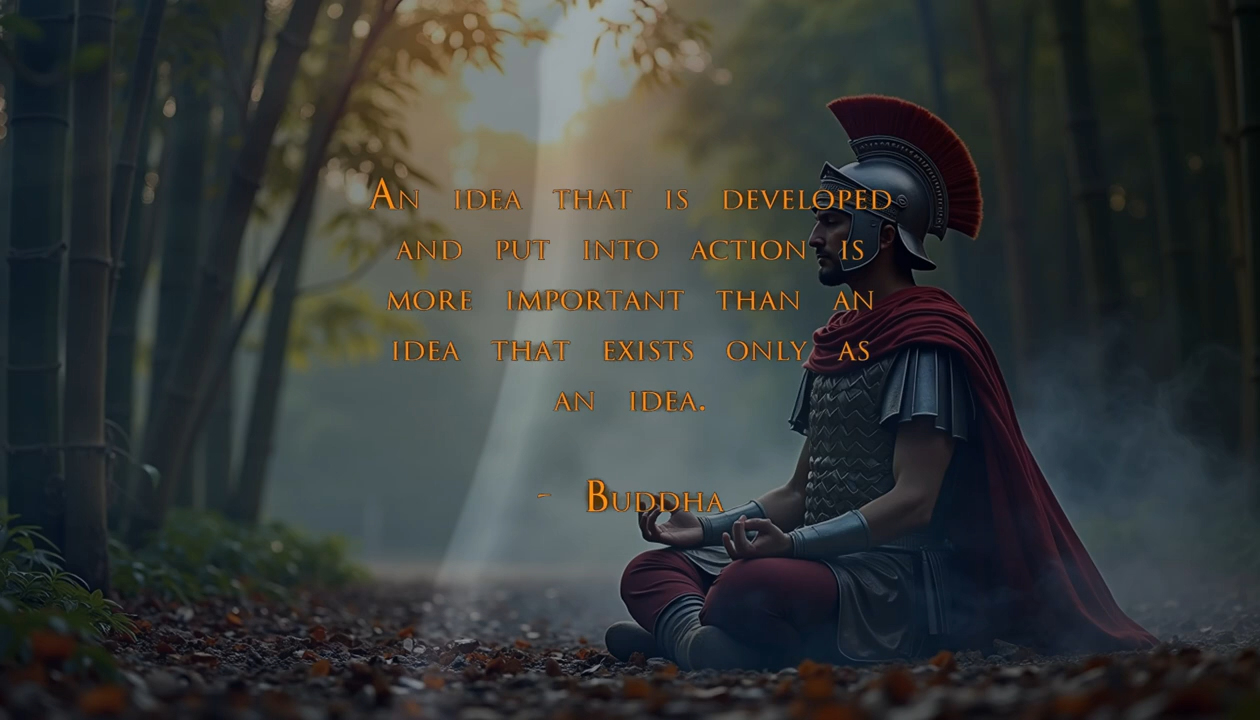 An idea that is developed
and put into action is
more important than an
idea that exists only as
an idea.
- Buddha